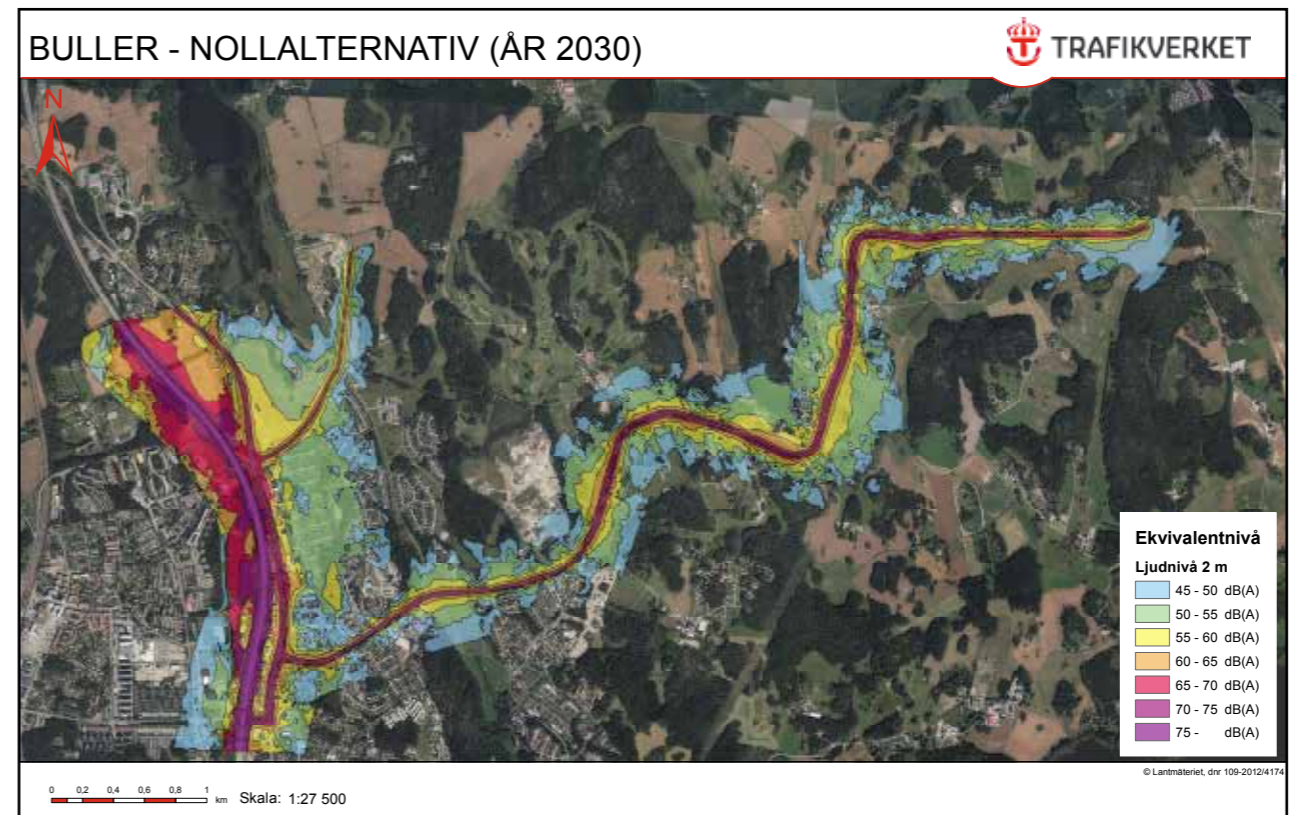 BULLER - NOLLALTERNATIV (ÅR 2030)
TRAFIKVERKET
N
Ekvivalentnivå
Ljudnivå 2 m
45 - 50 dB(A)
50 - 55 dB(A)
55 - 60 dB(A)
60 - 65 dB(A)
65 - 70 dB(A)
70 - 75 dB(A)
75 - dB(A)
© Lantmäteriet, dnr 109-2012/4174
0 0,2 0,4 0,6 0,8 1
km Skala: 1:27 500